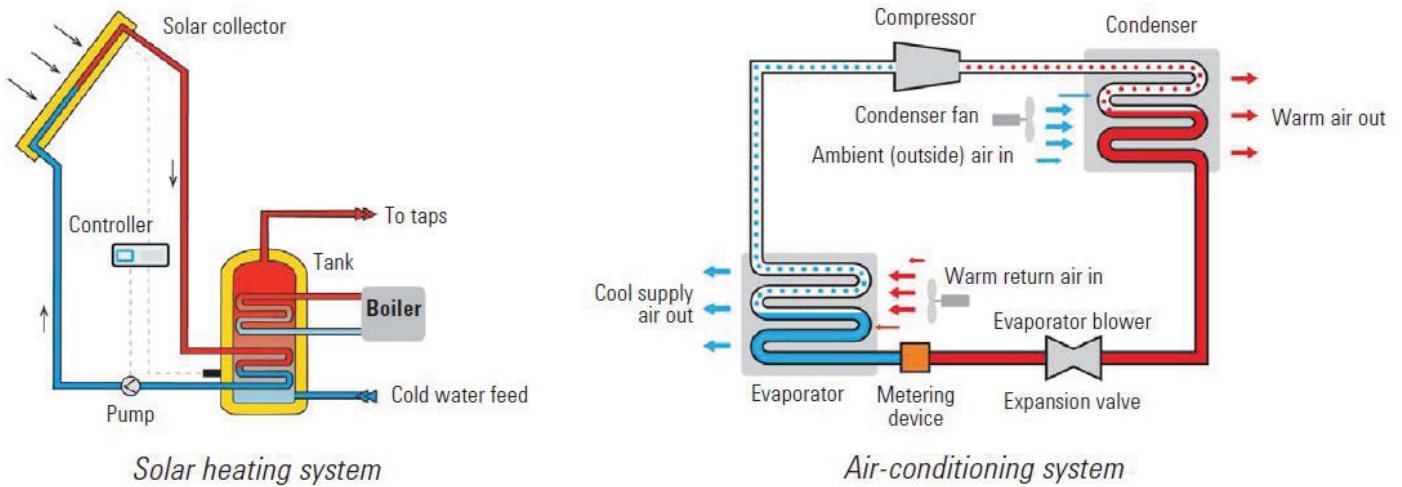 Solar collector
Controller
To taps
Tank
Boiler
Cold water feed
Pump
Solar heating system
Compressor
Condenser
Condenser fan
Ambient (outside) air in
Warm air out
Cool supply
air out
Warm return air in
Evaporator blower
Evaporator
Metering
device
Expansion valve
Air-conditioning system